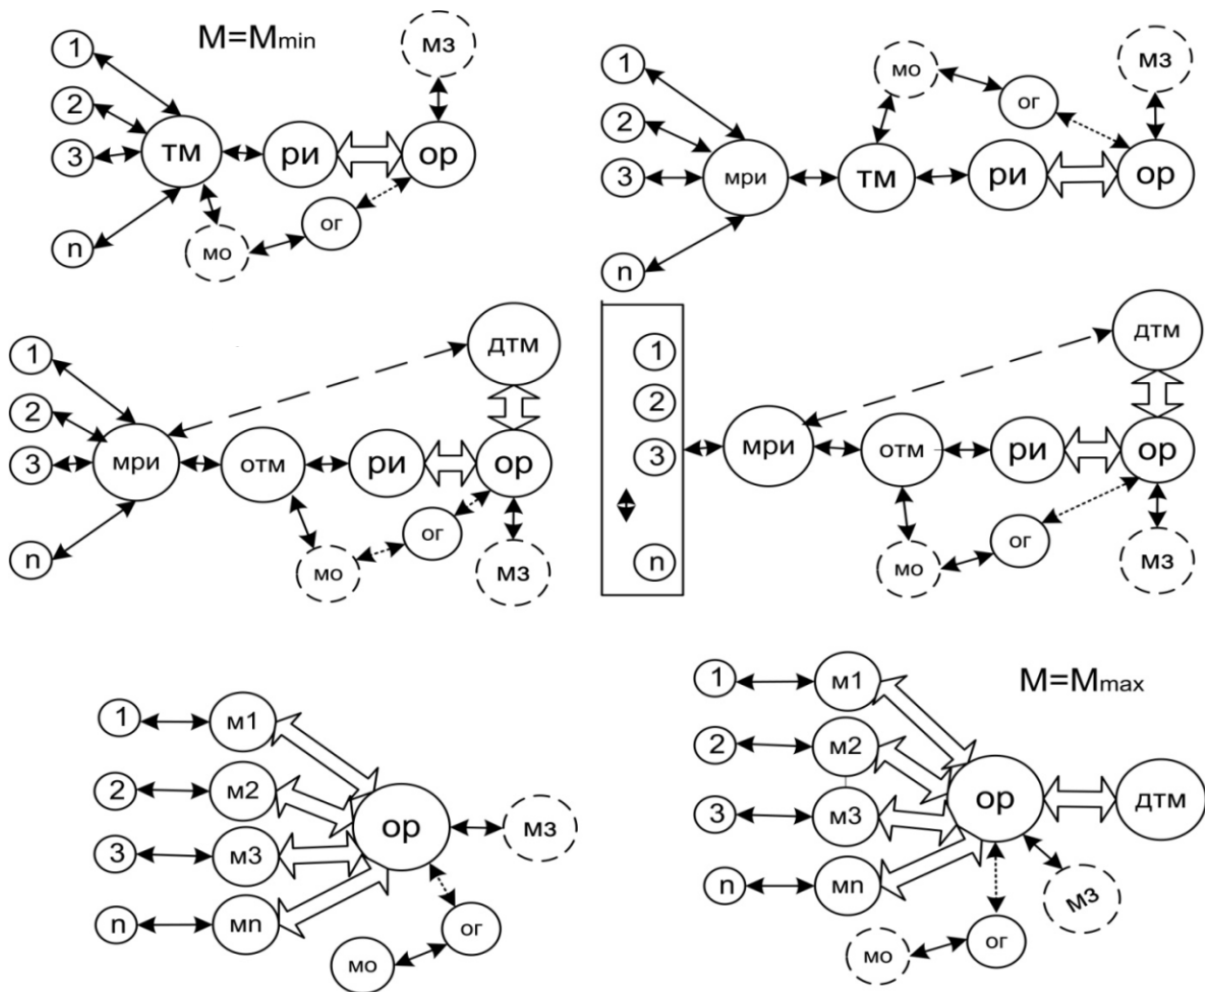 M=Mmin
1
2
3
n
тм
ри
ор
мз
мо
ог
1
2
3
n
мри
тм
ри
ор
мз
мо
ог
1
2
3
n
мри
отм
ри
ор
дтм
мо
ог
мз
1
2
3
n
мри
отм
ри
ор
дтм
мо
ог
мз
1
2
3
n
м1
м2
м3
мn
ор
мз
ог
мо
M=Mmax
1
2
3
n
м1
м2
м3
мn
ор
дтм
мз
ог
мо